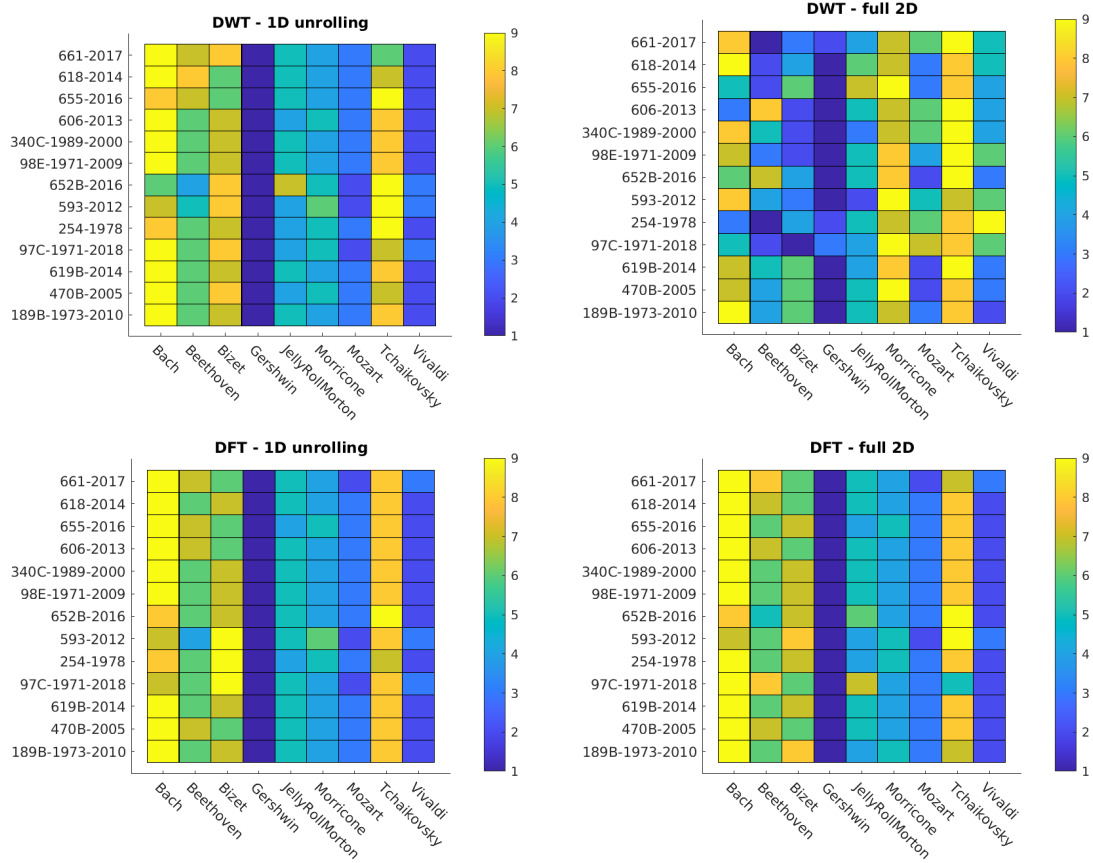 DWT - 1D unrolling
661-2017
618-2014
655-2016
606-2013
340C-1989-2000
98E-1971-2009
652B-2016
593-2012
254-1978
97C-1971-2018
619B-2014
470B-2005
189B-1973-2010
Bach
Beethoven
Bizet
Gershwin
JellyRollMorton
Morricone
Mozart
Tchaikovsky
Vivaldi
9
8
7
6
5
4
3
2
1
DWT - full 2D
661-2017
618-2014
655-2016
606-2013
340C-1989-2000
98E-1971-2009
652B-2016
593-2012
254-1978
97C-1971-2018
619B-2014
470B-2005
189B-1973-2010
Bach
Beethoven
Bizet
Gershwin
JellyRollMorton
Morricone
Mozart
Tchaikovsky
Vivaldi
9
8
7
6
5
4
3
2
1
DFT - 1D unrolling
661-2017
618-2014
655-2016
606-2013
340C-1989-2000
98E-1971-2009
652B-2016
593-2012
254-1978
97C-1971-2018
619B-2014
470B-2005
189B-1973-2010
Bach
Beethoven
Bizet
Gershwin
JellyRollMorton
Morricone
Mozart
Tchaikovsky
Vivaldi
9
8
7
6
5
4
3
2
1
DFT - full 2D
661-2017
618-2014
655-2016
606-2013
340C-1989-2000
98E-1971-2009
652B-2016
593-2012
254-1978
97C-1971-2018
619B-2014
470B-2005
189B-1973-2010
Bach
Beethoven
Bizet
Gershwin
JellyRollMorton
Morricone
Mozart
Tchaikovsky
Vivaldi
9
8
7
6
5
4
3
2
1